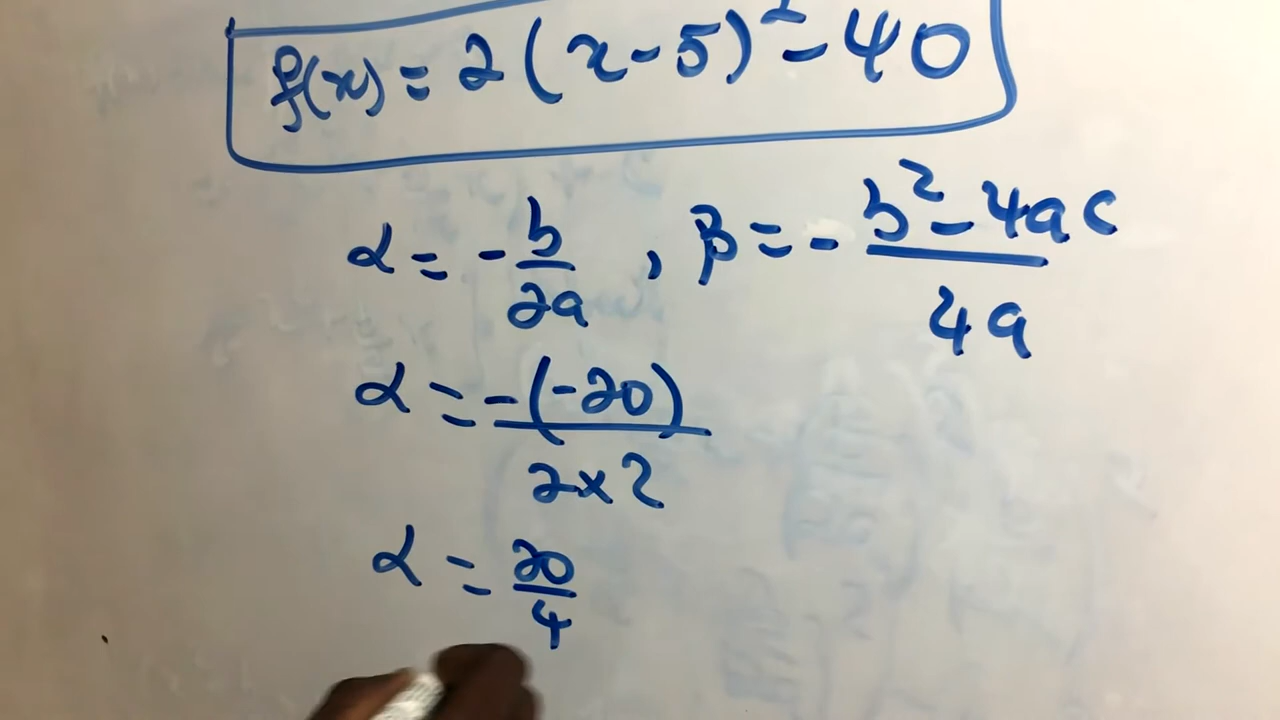 f(x) = 2(x-5)² - 40
α = -b/2a , β = - b² - 4ac/4a
α = -(-20)/2×2
α = 20/4